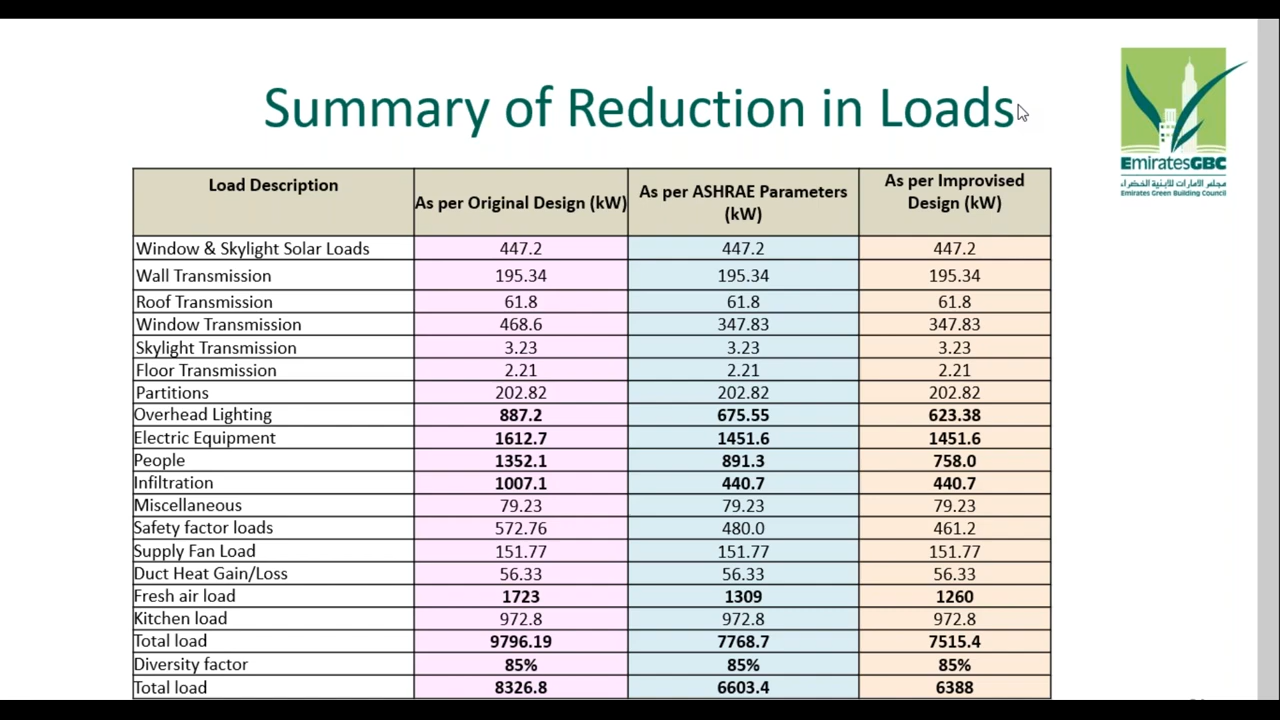 Summary of Reduction in Loads
EmiratesGBC
مجلس الامارات للابنية الخضراء
Emirates Green Building Council
Load Description As per Original Design (kW) As per ASHRAE Parameters (kW) As per Improvised Design (kW)
Window & Skylight Solar Loads 447.2 447.2 447.2
Wall Transmission 195.34 195.34 195.34
Roof Transmission 61.8 61.8 61.8
Window Transmission 468.6 347.83 347.83
Skylight Transmission 3.23 3.23 3.23
Floor Transmission 2.21 2.21 2.21
Partitions 202.82 202.82 202.82
Overhead Lighting 887.2 675.55 623.38
Electric Equipment 1612.7 1451.6 1451.6
People 1352.1 891.3 758.0
Infiltration 1007.1 440.7 440.7
Miscellaneous 79.23 79.23 79.23
Safety factor loads 572.76 480.0 461.2
Supply Fan Load 151.77 151.77 151.77
Duct Heat Gain/Loss 56.33 56.33 56.33
Fresh air load 1723 1309 1260
Kitchen load 972.8 972.8 972.8
Total load 9796.19 7768.7 7515.4
Diversity factor 85% 85% 85%
Total load 8326.8 6603.4 6388